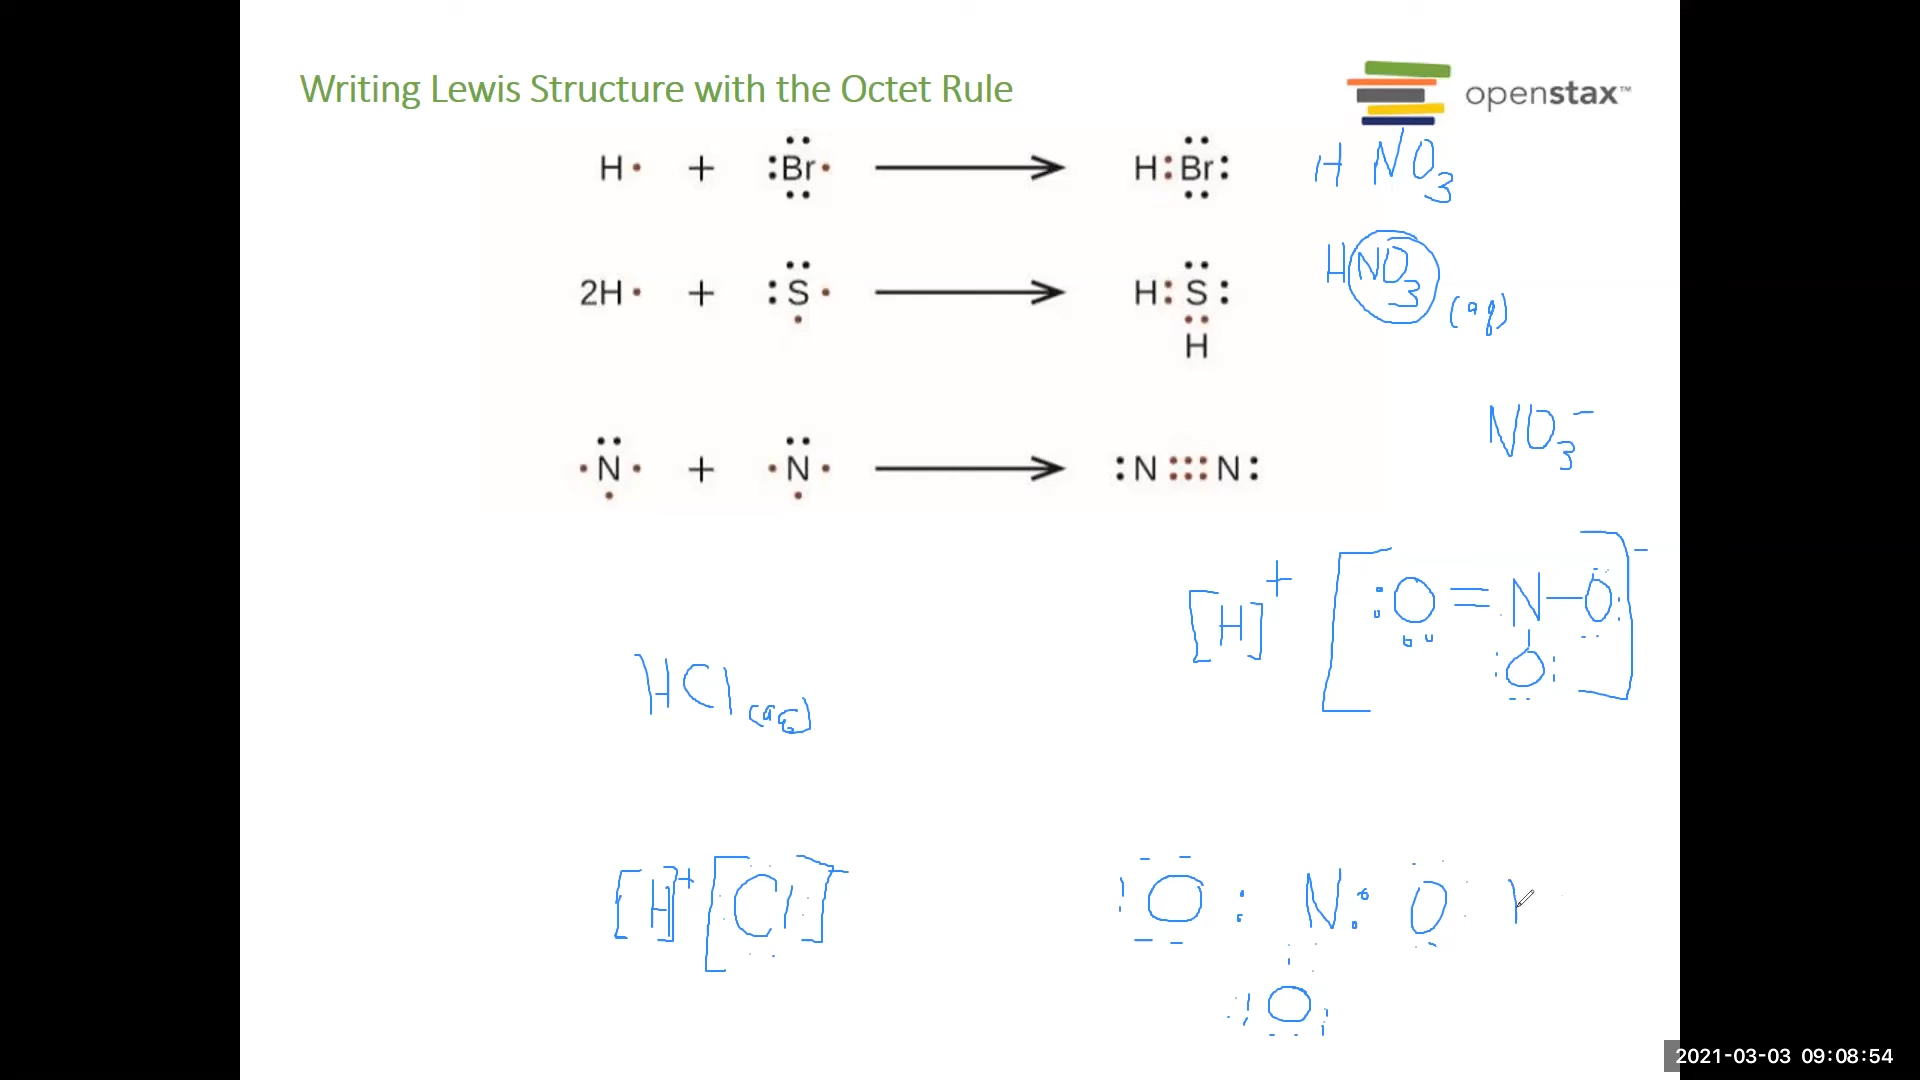 Writing Lewis Structure with the Octet Rule
openstax™
H· + :Br· ⟶ H:Br:
H NO₃
HNO₃ (aq)
2H· + :S· ⟶ H:S:
H
NO₃⁻
·N· + ·N· ⟶ :N⫶⫶⫶N:
[H]⁺ [:O=N—O:]⁻
O
HCl(aq)
[H]⁺[Cl]⁻
O : N : O
O
2021-03-03 09:08:54